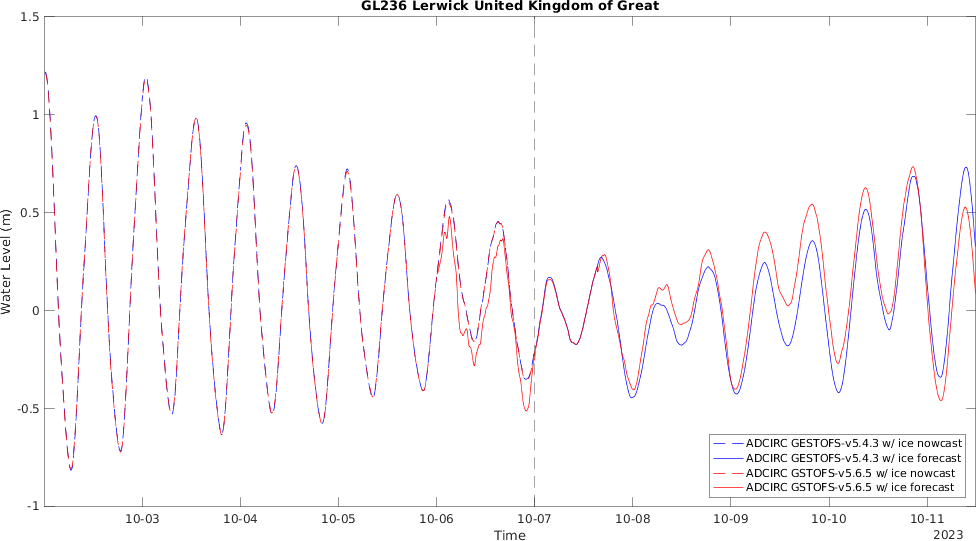 GL236 Lerwick United Kingdom of Great
1.5
1
0.5
0
-0.5
-1
Water Level (m)
10-03 10-04 10-05 10-06 10-07 10-08 10-09 10-10 10-11
Time
2023
ADCIRC GESTOFS-v5.4.3 w/ ice nowcast
ADCIRC GESTOFS-v5.4.3 w/ ice forecast
ADCIRC GSTOFS-v5.6.5 w/ ice nowcast
ADCIRC GSTOFS-v5.6.5 w/ ice forecast